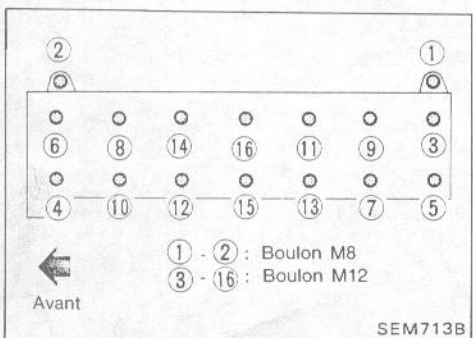 ② ①
⑥ ⑧ ⑭ ⑯ ⑪ ⑨ ③
④ ⑩ ⑫ ⑮ ⑬ ⑦ ⑤
① - ② : Boulon M8
③ - ⑯ : Boulon M12
Avant
SEM713B